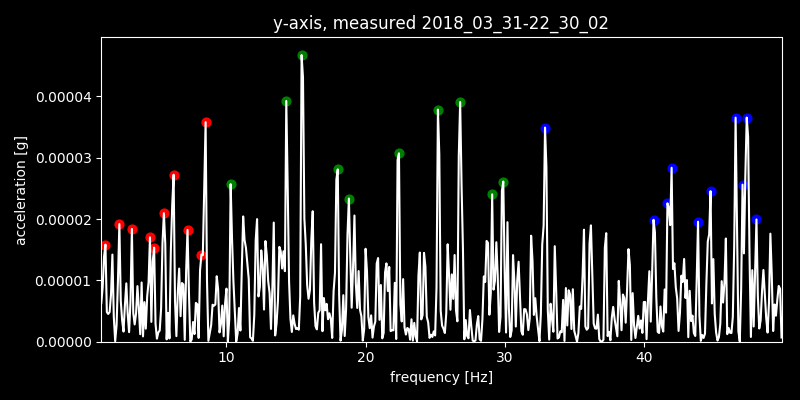 y-axis, measured 2018_03_31-22_30_02
acceleration [g]
0.00004
0.00003
0.00002
0.00001
0.00000
10 20 30 40
frequency [Hz]